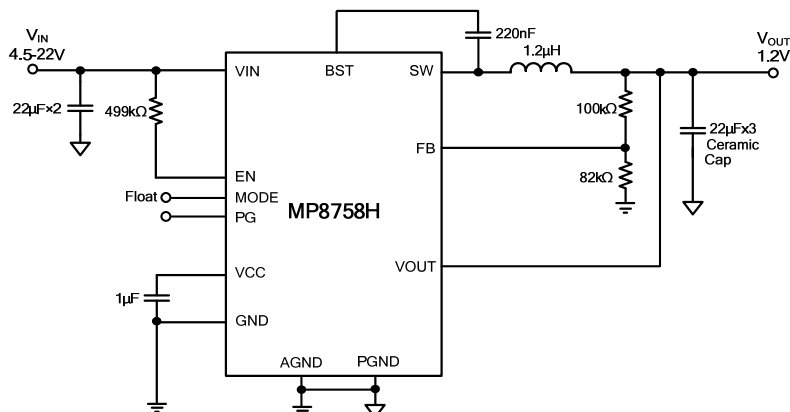 VIN
4.5-22V
22µF×2
499kΩ
VIN
BST
SW
220nF
1.2µH
VOUT
1.2V
100kΩ
FB
82kΩ
22µFx3
Ceramic
Cap
EN
Float
MODE
PG
MP8758H
VCC
VOUT
1µF
GND
AGND
PGND